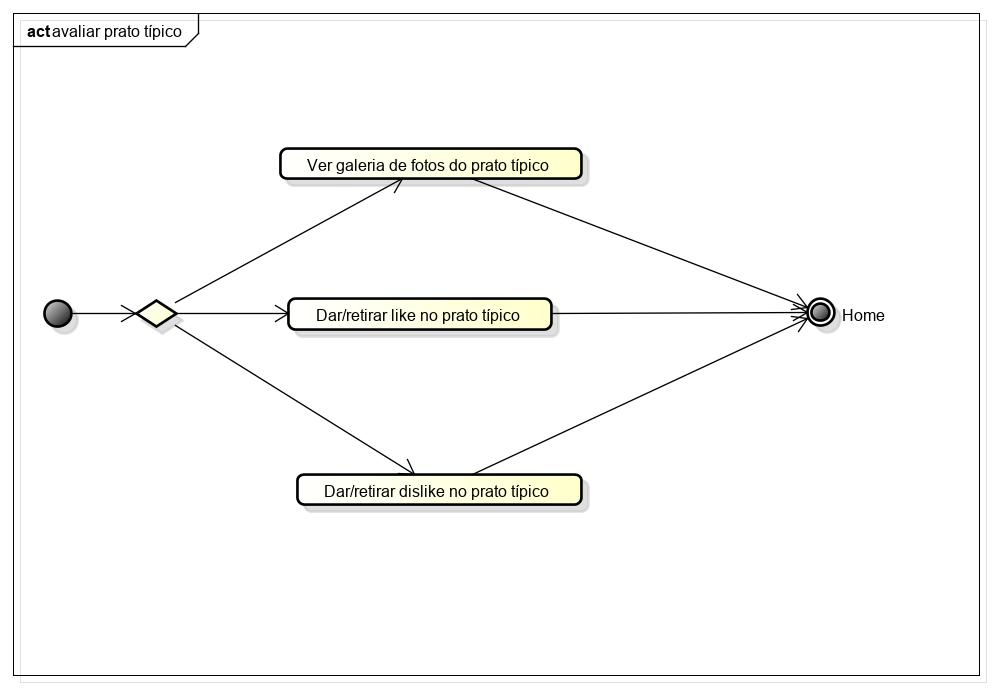 act avaliar prato típico
Ver galeria de fotos do prato típico
Dar/retirar like no prato típico
Home
Dar/retirar dislike no prato típico